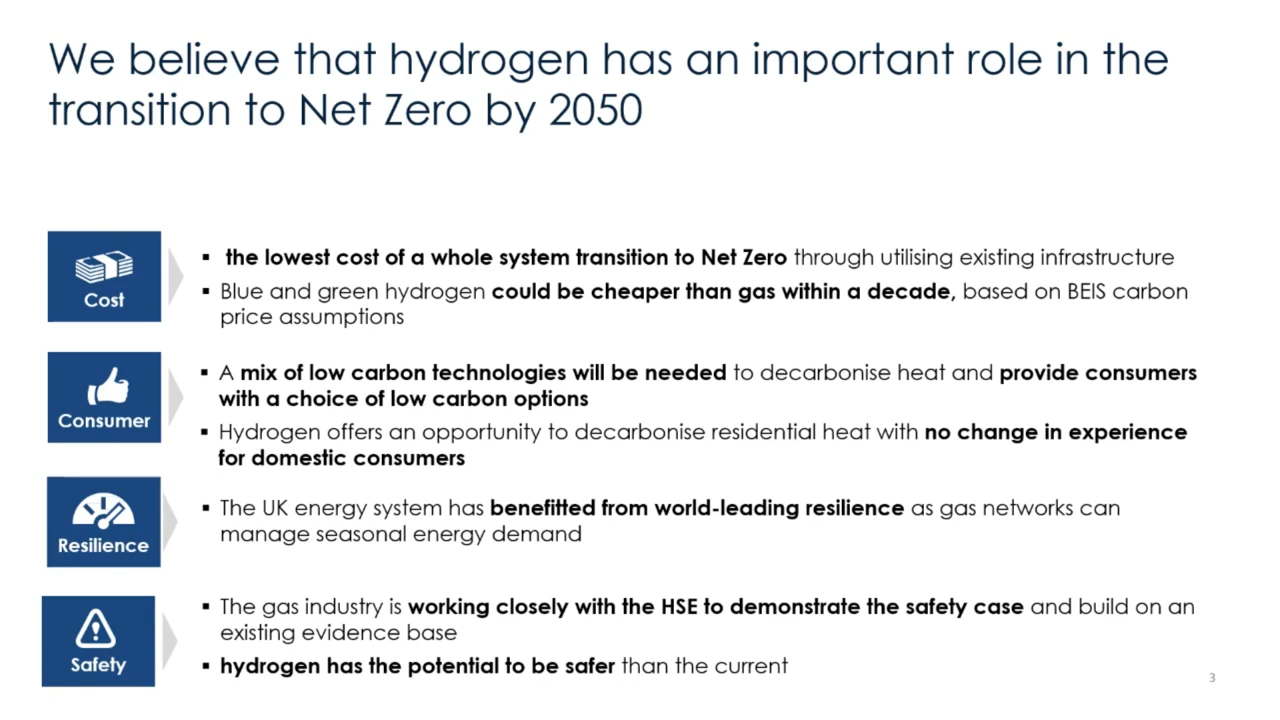 We believe that hydrogen has an important role in the
transition to Net Zero by 2050
Cost
▪ the lowest cost of a whole system transition to Net Zero through utilising existing infrastructure
▪ Blue and green hydrogen could be cheaper than gas within a decade, based on BEIS carbon
price assumptions
Consumer
▪ A mix of low carbon technologies will be needed to decarbonise heat and provide consumers
with a choice of low carbon options
▪ Hydrogen offers an opportunity to decarbonise residential heat with no change in experience
for domestic consumers
Resilience
▪ The UK energy system has benefitted from world-leading resilience as gas networks can
manage seasonal energy demand
Safety
▪ The gas industry is working closely with the HSE to demonstrate the safety case and build on an
existing evidence base
▪ hydrogen has the potential to be safer than the current
3